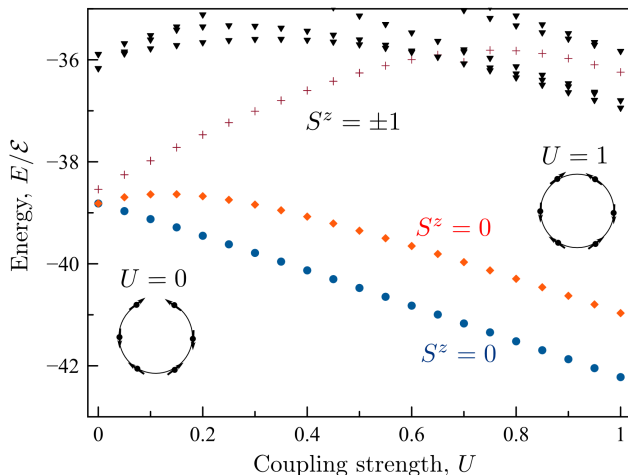 −36
−38
−40
−42
Energy, E/ℰ
S^z = ±1
U = 1
S^z = 0
U = 0
S^z = 0
0 0.2 0.4 0.6 0.8 1
Coupling strength, U